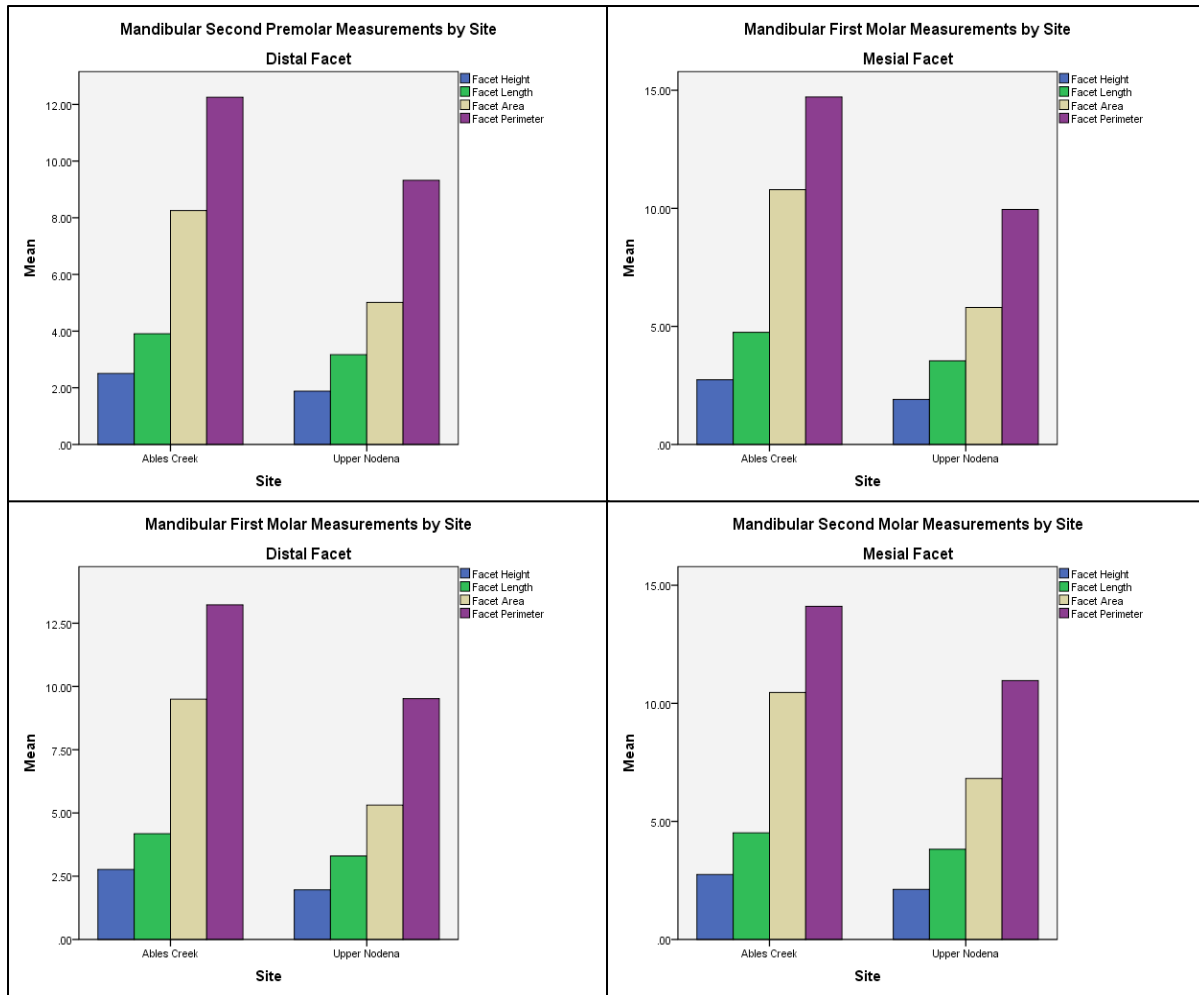 Mandibular Second Premolar Measurements by Site
Distal Facet
Facet Height
Facet Length
Facet Area
Facet Perimeter
12.00
10.00
8.00
6.00
4.00
2.00
.00
Mean
Ables Creek
Upper Nodena
Site
Mandibular First Molar Measurements by Site
Mesial Facet
Facet Height
Facet Length
Facet Area
Facet Perimeter
15.00
10.00
5.00
.00
Mean
Ables Creek
Upper Nodena
Site
Mandibular First Molar Measurements by Site
Distal Facet
Facet Height
Facet Length
Facet Area
Facet Perimeter
12.50
10.00
7.50
5.00
2.50
.00
Mean
Ables Creek
Upper Nodena
Site
Mandibular Second Molar Measurements by Site
Mesial Facet
Facet Height
Facet Length
Facet Area
Facet Perimeter
15.00
10.00
5.00
.00
Mean
Ables Creek
Upper Nodena
Site